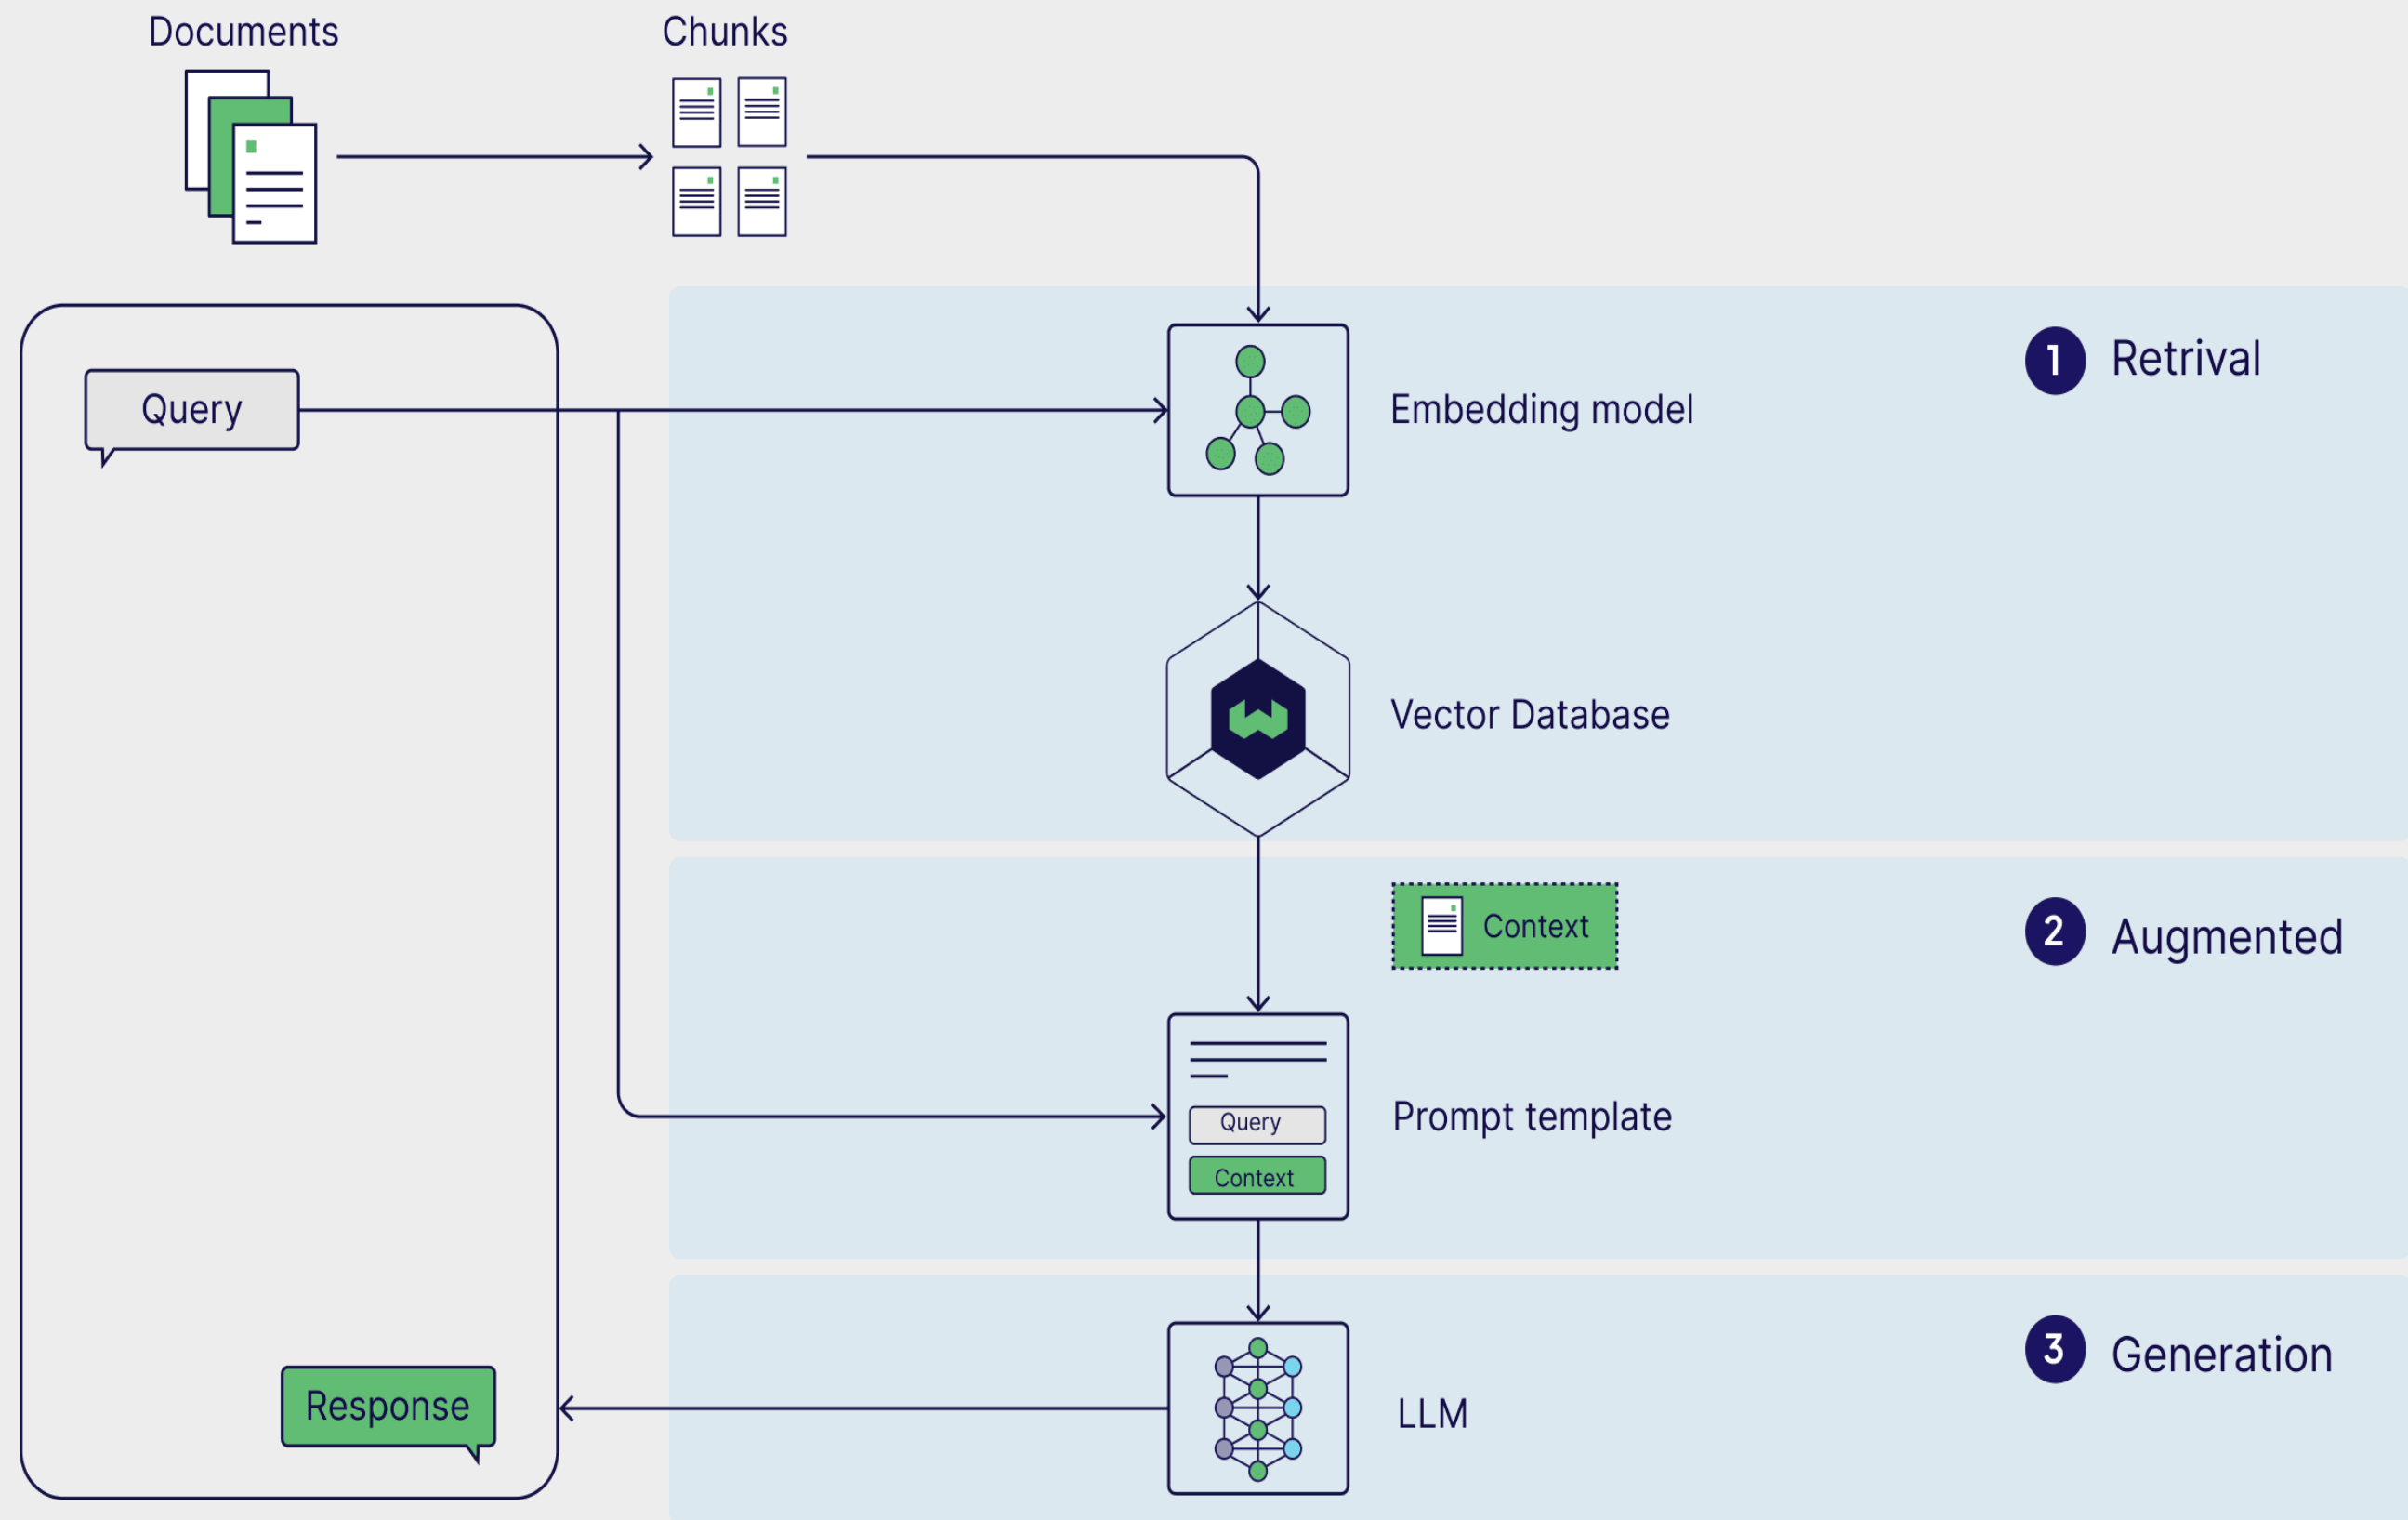 Documents
Chunks
Query
Embedding model
1 Retrival
Vector Database
Context
2 Augmented
Query
Context
Prompt template
3 Generation
Response
LLM